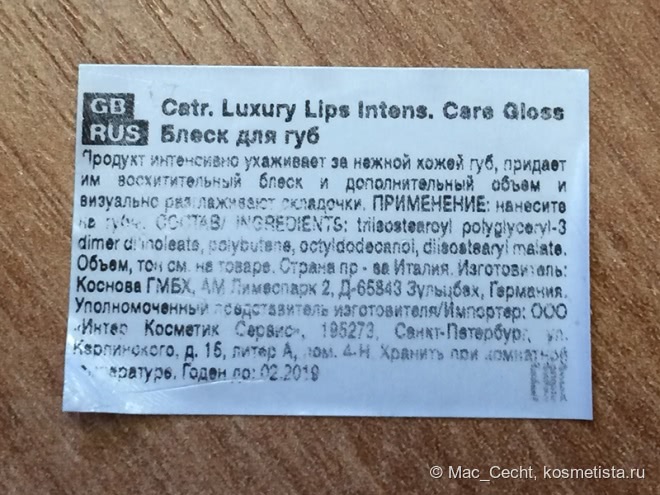 GB Catr. Luxury Lips Intens. Care Gloss
RUS Блеск для губ
Продукт интенсивно ухаживает за нежной кожей губ, придает
им восхитительный блеск и дополнительный объем и
визуально разглаживают складочки. ПРИМЕНЕНИЕ: нанесите
на губы. СОСТАВ/ INGREDIENTS: triisostearoyl polyglyceryl-3
dimer dilinoleate, polybutene, octyldodecanol, diisostearyl malate.
Объем, тон см. на товаре. Страна пр - ва Италия. Изготовитель:
Коснова ГМБХ, АМ Лимеспарк 2, Д-65843 Зульцбах, Германия.
Уполномоченный представитель изготовителя/Импортер: ООО
«Интер Косметик Сервис», 195273, Санкт-Петербург, ул.
Карпинского, д. 15, литер А, пом. 4-Н. Хранить при комнатной
температуре. Годен до: 02.2019
EAC
© Mac_Cecht, kosmetista.ru